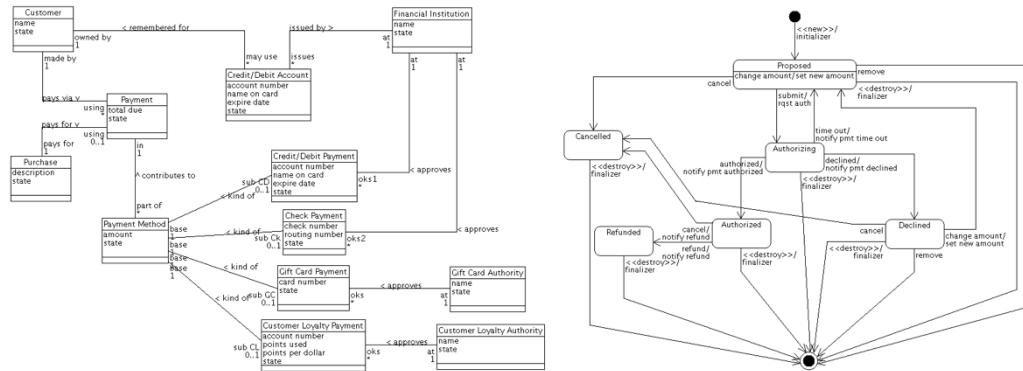 Customer
name
state
owned by
1
made by
1
< remembered for
may use
*
issued by >
issues
*
Financial Institution
name
state
at
1
at
1
at
1
Credit/Debit Account
account number
name on card
expire date
state
pays via v
using
*
Payment
total due
state
pays for v
using
0..1
pays for
1
Purchase
description
state
in
1
^ contributes to
part of
*
Payment Method
amount
state
base
1
base
1
base
1
base
1
< kind of
sub CD
0..1
Credit/Debit Payment
account number
name on card
expire date
state
oks1
*
< approves
< kind of
sub Ck
0..1
Check Payment
check number
routing number
state
oks2
*
< approves
< kind of
sub GC
0..1
Gift Card Payment
card number
state
oks
*
< approves
at
1
Gift Card Authority
name
state
< kind of
sub CL
0..1
Customer Loyalty Payment
account number
points used
points per dollar
state
oks
*
< approves
at
1
Customer Loyalty Authority
name
state
<<new>>/
initializer
Proposed
change amount/set new amount
cancel
remove
<<destroy>>/
finalizer
submit/
rqst auth
time out/
notify pmt time out
Cancelled
<<destroy>>/
finalizer
Authorizing
authorized/
notify pmt authorized
declined/
notify pmt declined
<<destroy>>/
finalizer
Refunded
<<destroy>>/
finalizer
cancel/
notify refund
refund/
notify refund
Authorized
<<destroy>>/
finalizer
Declined
cancel
change amount/
set new amount
<<destroy>>/
finalizer
remove